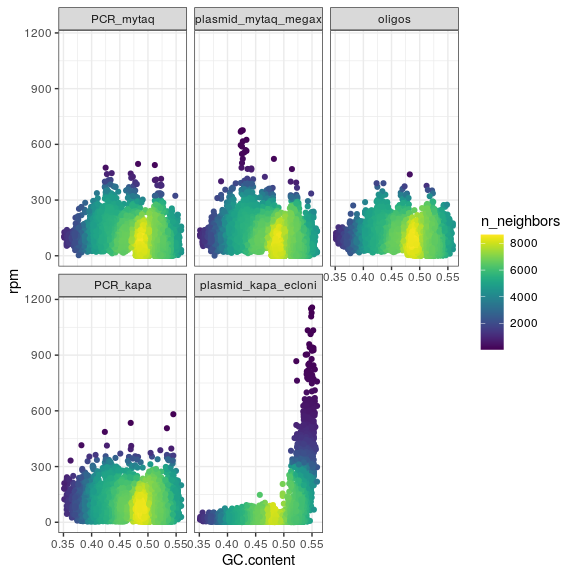 PCR_mytaq plasmid_mytaq_megax oligos
1200
900
600
300
0
0.35 0.40 0.45 0.50 0.55
PCR_kapa plasmid_kapa_ecloni
1200
900
600
300
0
0.35 0.40 0.45 0.50 0.55 0.35 0.40 0.45 0.50 0.55
GC.content
rpm
n_neighbors
8000
6000
4000
2000